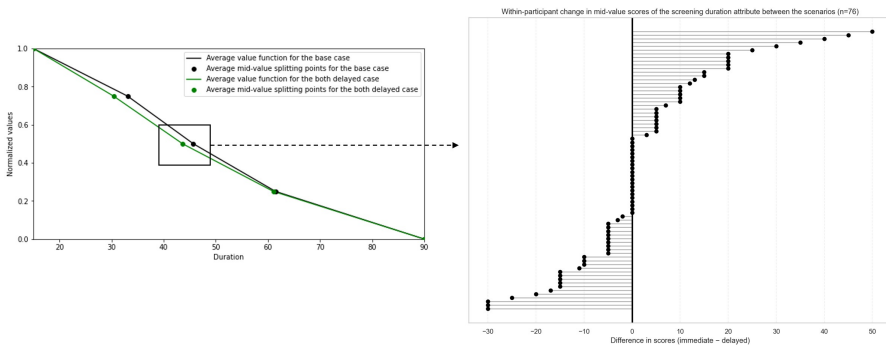 Average value function for the base case
Average mid-value splitting points for the base case
Average value function for the both delayed case
Average mid-value splitting points for the both delayed case
Normalized values
1.0
0.8
0.6
0.4
0.2
0.0
20 30 40 50 60 70 80 90
Duration
Within-participant change in mid-value scores of the screening duration attribute between the scenarios (n=76)
−30 −20 −10 0 10 20 30 40 50
Difference in scores (immediate − delayed)